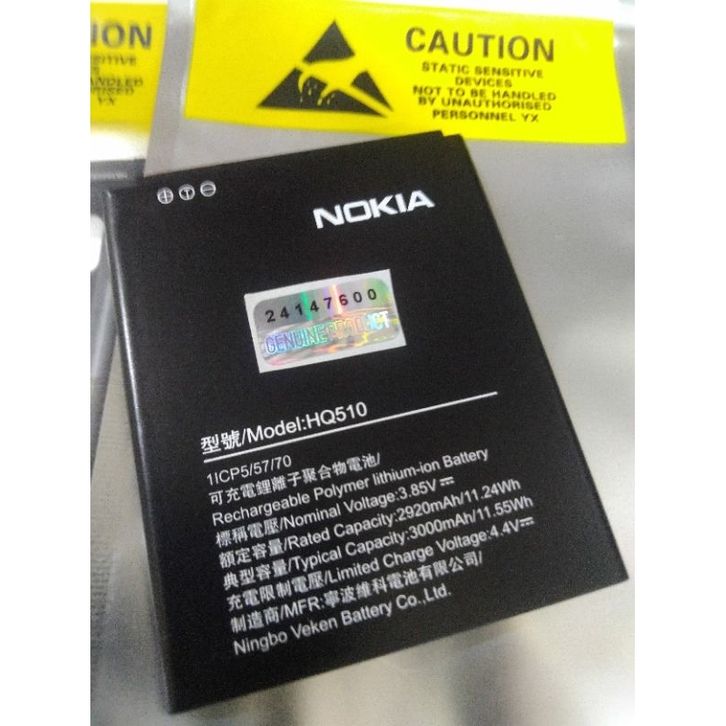 ION
SITIVE
HANDLED
YX
CAUTION
STATIC SENSITIVE
DEVICES
NOT TO BE HANDLED
BY UNAUTHORISED
PERSONNEL YX
NOKIA
24147600
GENUINE PRODUCT
型號/Model:HQ510
1ICP5/57/70
可充電鋰離子聚合物電池/
Rechargeable Polymer lithium-ion Battery
標稱電壓/Nominal Voltage:3.85V⎓
額定容量/Rated Capacity:2920mAh/11.24Wh
典型容量/Typical Capacity:3000mAh/11.55Wh
充電限制電壓/Limited Charge Voltage:4.4V⎓
製造商/MFR:寧波維科電池有限公司/
Ningbo Veken Battery Co.,Ltd.